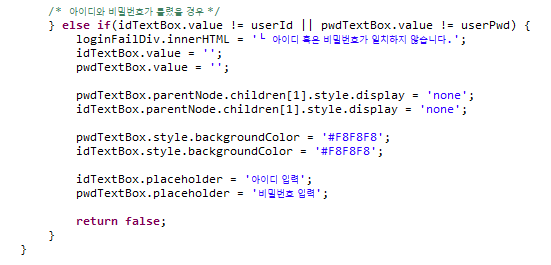 /* 아이디와 비밀번호가 틀렸을 경우 */
} else if(idTextBox.value != userId || pwdTextBox.value != userPwd) {
loginFailDiv.innerHTML = '└ 아이디 혹은 비밀번호가 일치하지 않습니다.';
idTextBox.value = '';
pwdTextBox.value = '';
pwdTextBox.parentNode.children[1].style.display = 'none';
idTextBox.parentNode.children[1].style.display = 'none';
pwdTextBox.style.backgroundColor = '#F8F8F8';
idTextBox.style.backgroundColor = '#F8F8F8';
idTextBox.placeholder = '아이디 입력';
pwdTextBox.placeholder = '비밀번호 입력';
return false;
}
}